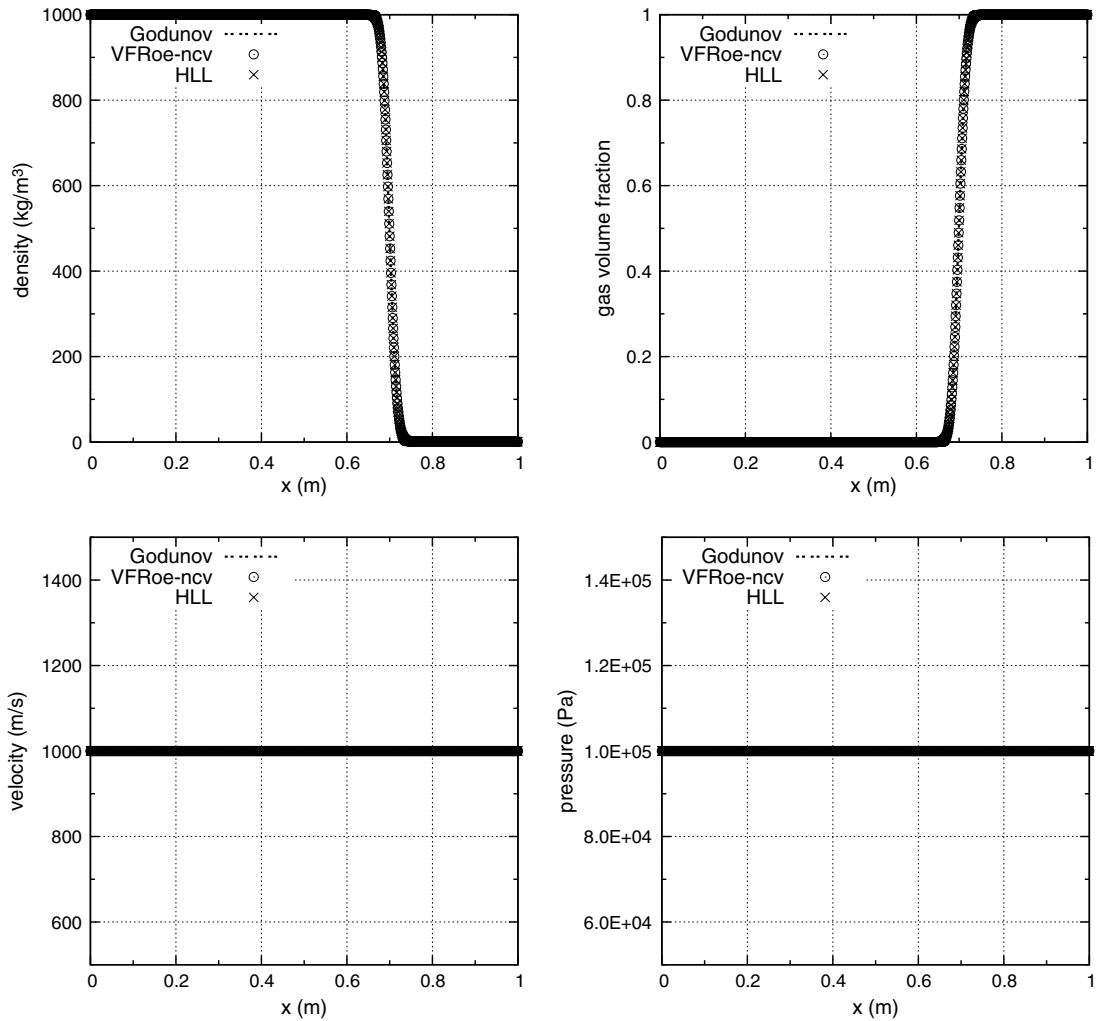 1000
800
600
400
200
0
density (kg/m³)
Godunov
VFRoe-ncv
HLL
0 0.2 0.4 0.6 0.8 1
x (m)
1
0.8
0.6
0.4
0.2
0
gas volume fraction
Godunov
VFRoe-ncv
HLL
0 0.2 0.4 0.6 0.8 1
x (m)
1400
1200
1000
800
600
velocity (m/s)
Godunov
VFRoe-ncv
HLL
0 0.2 0.4 0.6 0.8 1
x (m)
1.4E+05
1.2E+05
1.0E+05
8.0E+04
6.0E+04
pressure (Pa)
Godunov
VFRoe-ncv
HLL
0 0.2 0.4 0.6 0.8 1
x (m)